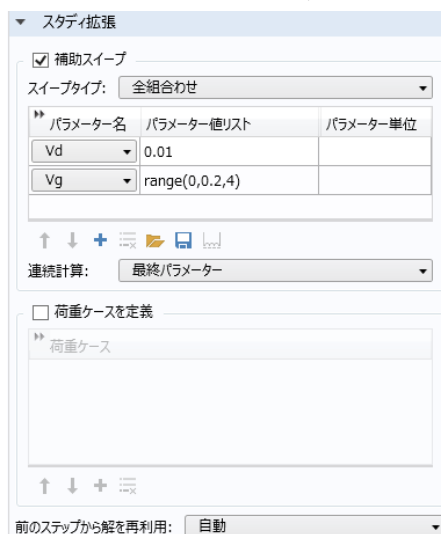 スタディ拡張
補助スイープ
スイープタイプ: 全組合わせ
パラメーター名 パラメーター値リスト パラメーター単位
Vd 0.01
Vg range(0,0.2,4)
連続計算: 最終パラメーター
荷重ケースを定義
荷重ケース
前のステップから解を再利用: 自動